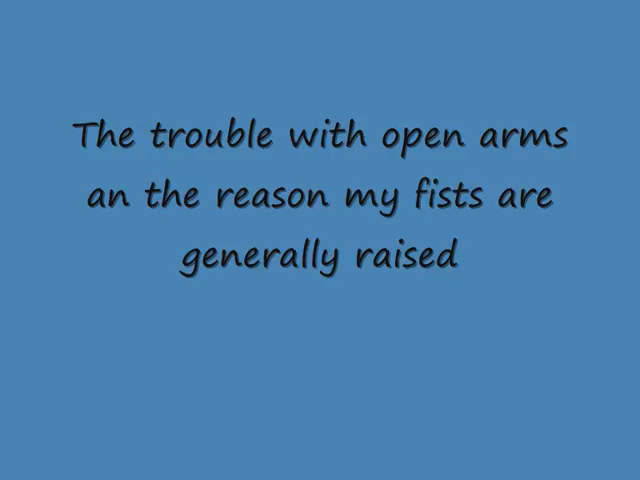 The trouble with open arms
an the reason my fists are
generally raised